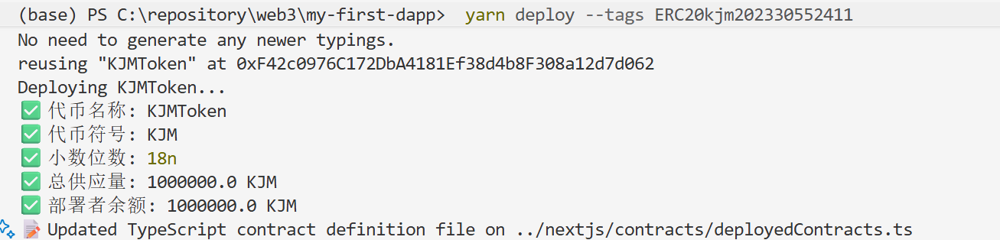 (base) PS C:\repository\web3\my-first-dapp>  yarn deploy --tags ERC20kjm202330552411
No need to generate any newer typings.
reusing "KJMToken" at 0xF42c0976C172DbA4181Ef38d4b8F308a12d7d062
Deploying KJMToken...
✅ 代币名称: KJMToken
✅ 代币符号: KJM
✅ 小数位数: 18n
✅ 总供应量: 1000000.0 KJM
✅ 部署者余额: 1000000.0 KJM
📝 Updated TypeScript contract definition file on ../nextjs/contracts/deployedContracts.ts